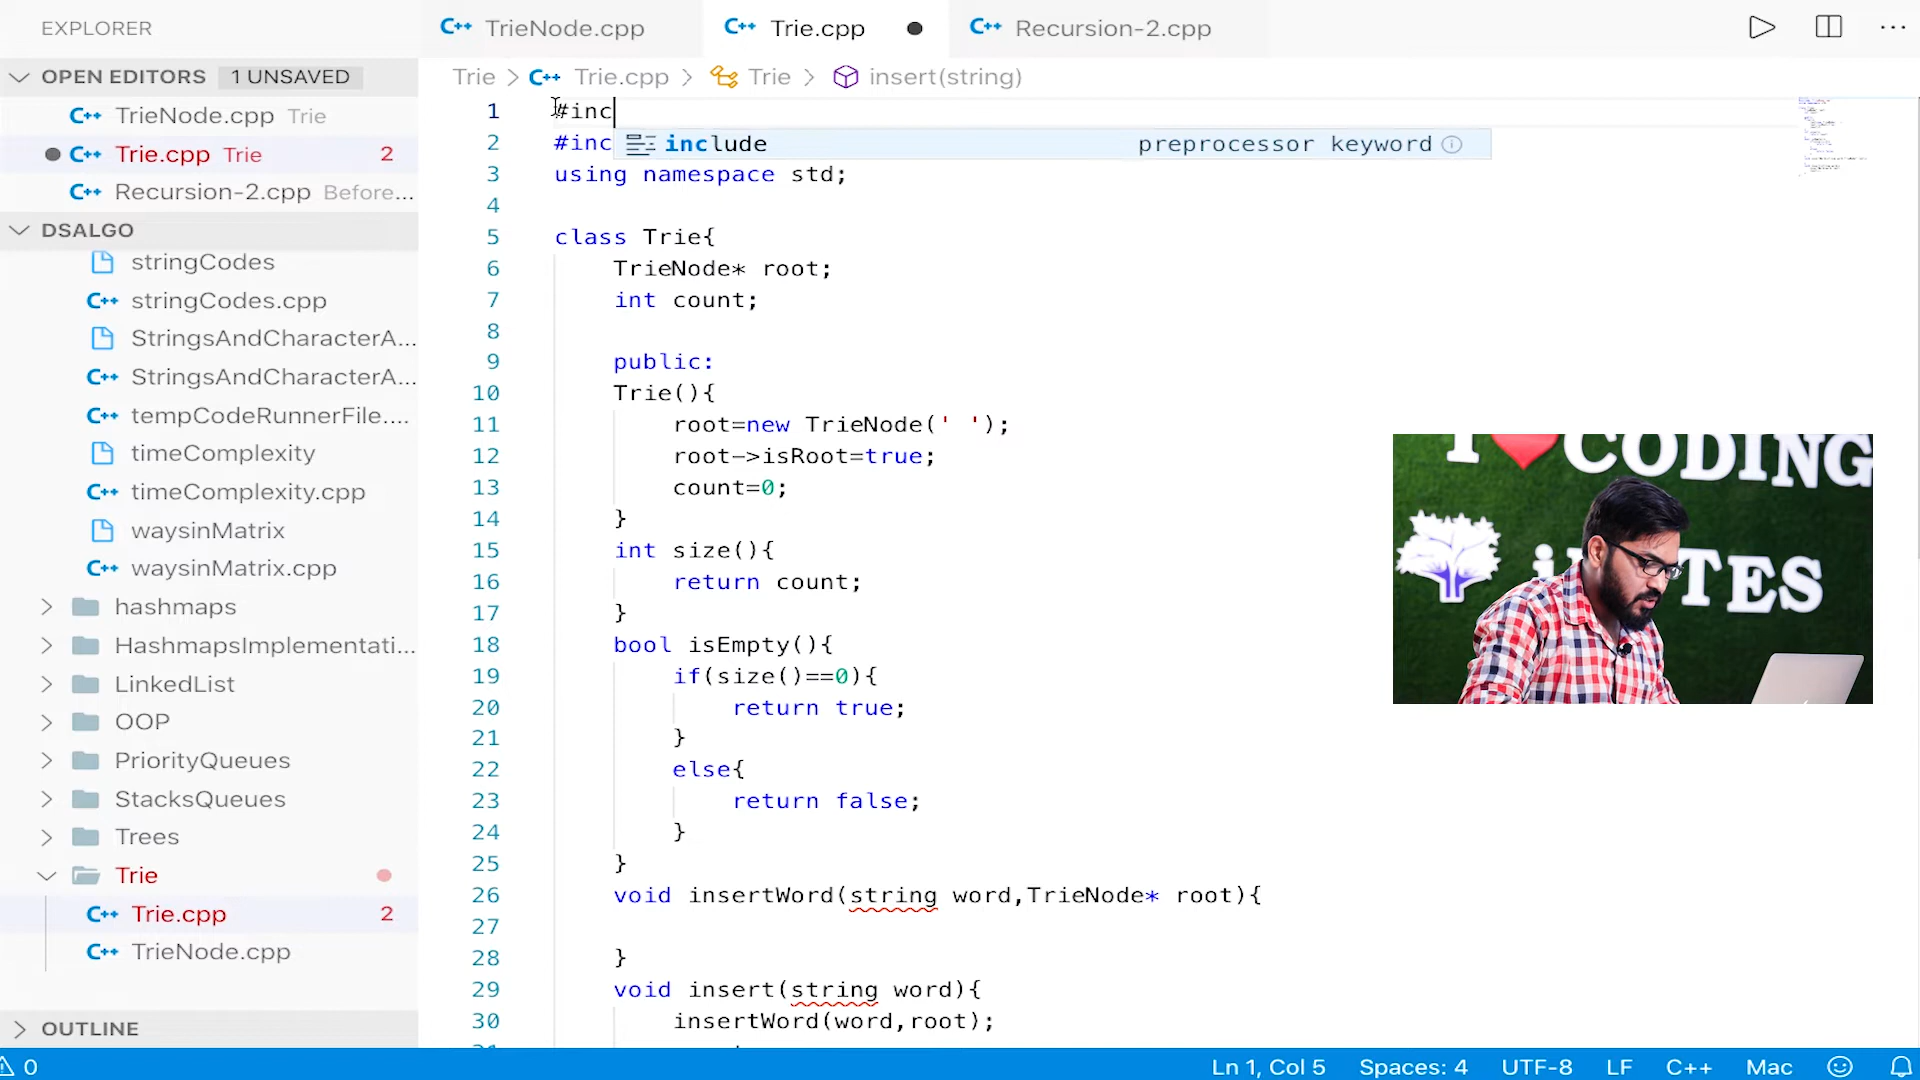 EXPLORER
TrieNode.cpp
Trie.cpp
Recursion-2.cpp
OPEN EDITORS 1 UNSAVED
TrieNode.cpp Trie
Trie.cpp Trie 2
Recursion-2.cpp Before...
DSALGO
stringCodes
stringCodes.cpp
StringsAndCharacterA...
StringsAndCharacterA...
tempCodeRunnerFile....
timeComplexity
timeComplexity.cpp
waysinMatrix
waysinMatrix.cpp
hashmaps
HashmapsImplementati...
LinkedList
OOP
PriorityQueues
StacksQueues
Trees
Trie
Trie.cpp 2
TrieNode.cpp
OUTLINE
Trie > Trie.cpp > Trie > insert(string)
1 #inc
2 #inc
include preprocessor keyword
3 using namespace std;
4
5 class Trie{
6 TrieNode* root;
7 int count;
8
9 public:
10 Trie(){
11 root=new TrieNode(' ');
12 root->isRoot=true;
13 count=0;
14 }
15 int size(){
16 return count;
17 }
18 bool isEmpty(){
19 if(size()==0){
20 return true;
21 }
22 else{
23 return false;
24 }
25 }
26 void insertWord(string word,TrieNode* root){
27
28 }
29 void insert(string word){
30 insertWord(word,root);
CODING
TES
0
Ln 1, Col 5 Spaces: 4 UTF-8 LF C++ Mac